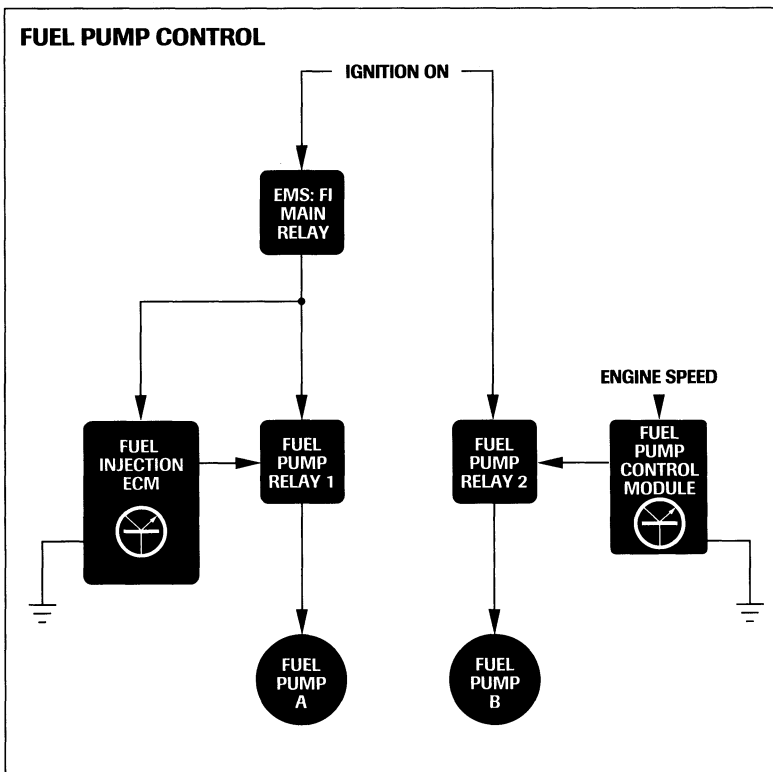 FUEL PUMP CONTROL
IGNITION ON
EMS: FI
MAIN
RELAY
ENGINE SPEED
FUEL
INJECTION
ECM
FUEL
PUMP
RELAY 1
FUEL
PUMP
RELAY 2
FUEL
PUMP
CONTROL
MODULE
FUEL
PUMP
A
FUEL
PUMP
B